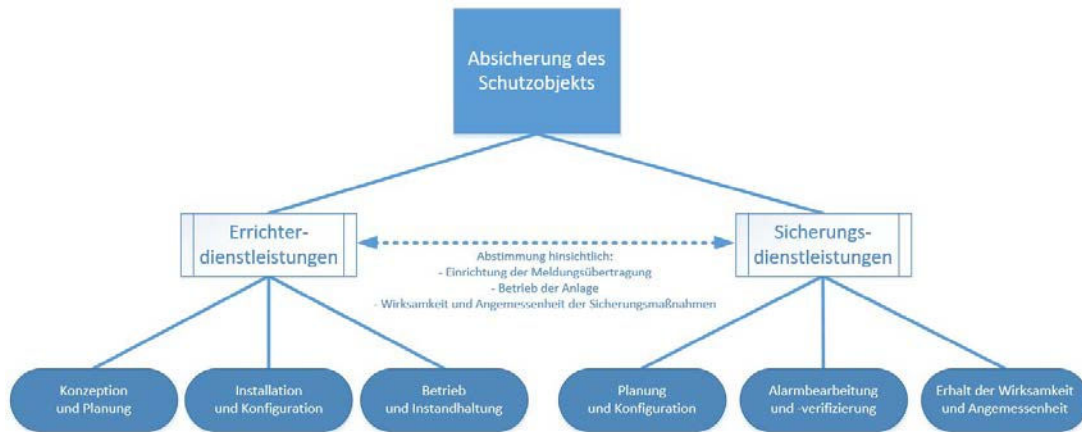 Absicherung des
Schutzobjekts
Errichter-
dienstleistungen
Sicherungs-
dienstleistungen
Abstimmung hinsichtlich:
- Einrichtung der Meldungsübertragung
- Betrieb der Anlage
- Wirksamkeit und Angemessenheit der Sicherungsmaßnahmen
Konzeption
und Planung
Installation
und Konfiguration
Betrieb
und Instandhaltung
Planung
und Konfiguration
Alarmbearbeitung
und -verifizierung
Erhalt der Wirksamkeit
und Angemessenheit